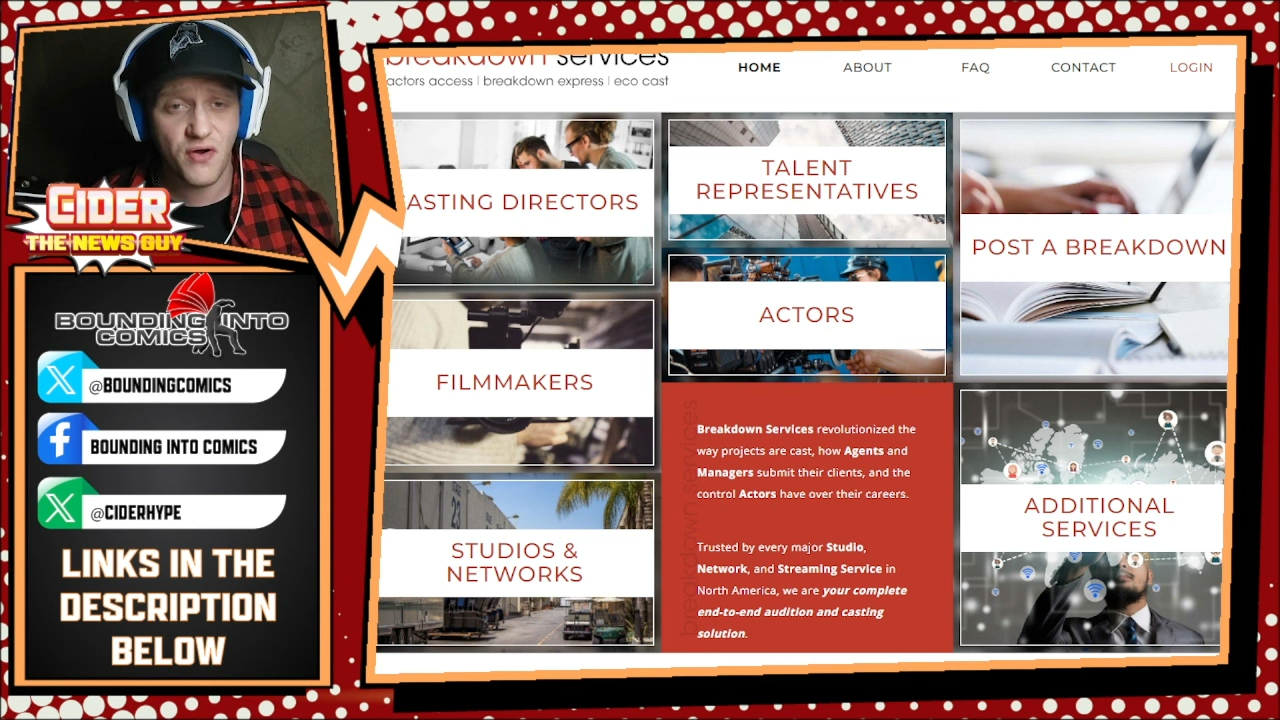 CIDER
THE NEWS GUY
BOUNDING INTO
COMICS
@BOUNDINGCOMICS
BOUNDING INTO COMICS
@CIDERHYPE
LINKS IN THE
DESCRIPTION
BELOW
breakdown services
actors access | breakdown express | eco cast
HOME ABOUT FAQ CONTACT LOGIN
ASTING DIRECTORS
FILMMAKERS
STUDIOS &
NETWORKS
TALENT
REPRESENTATIVES
ACTORS
breakdown services
Breakdown Services revolutionized the
way projects are cast, how Agents and
Managers submit their clients, and the
control Actors have over their careers.
Trusted by every major Studio,
Network, and Streaming Service in
North America, we are your complete
end-to-end audition and casting
solution.
POST A BREAKDOWN
ADDITIONAL
SERVICES